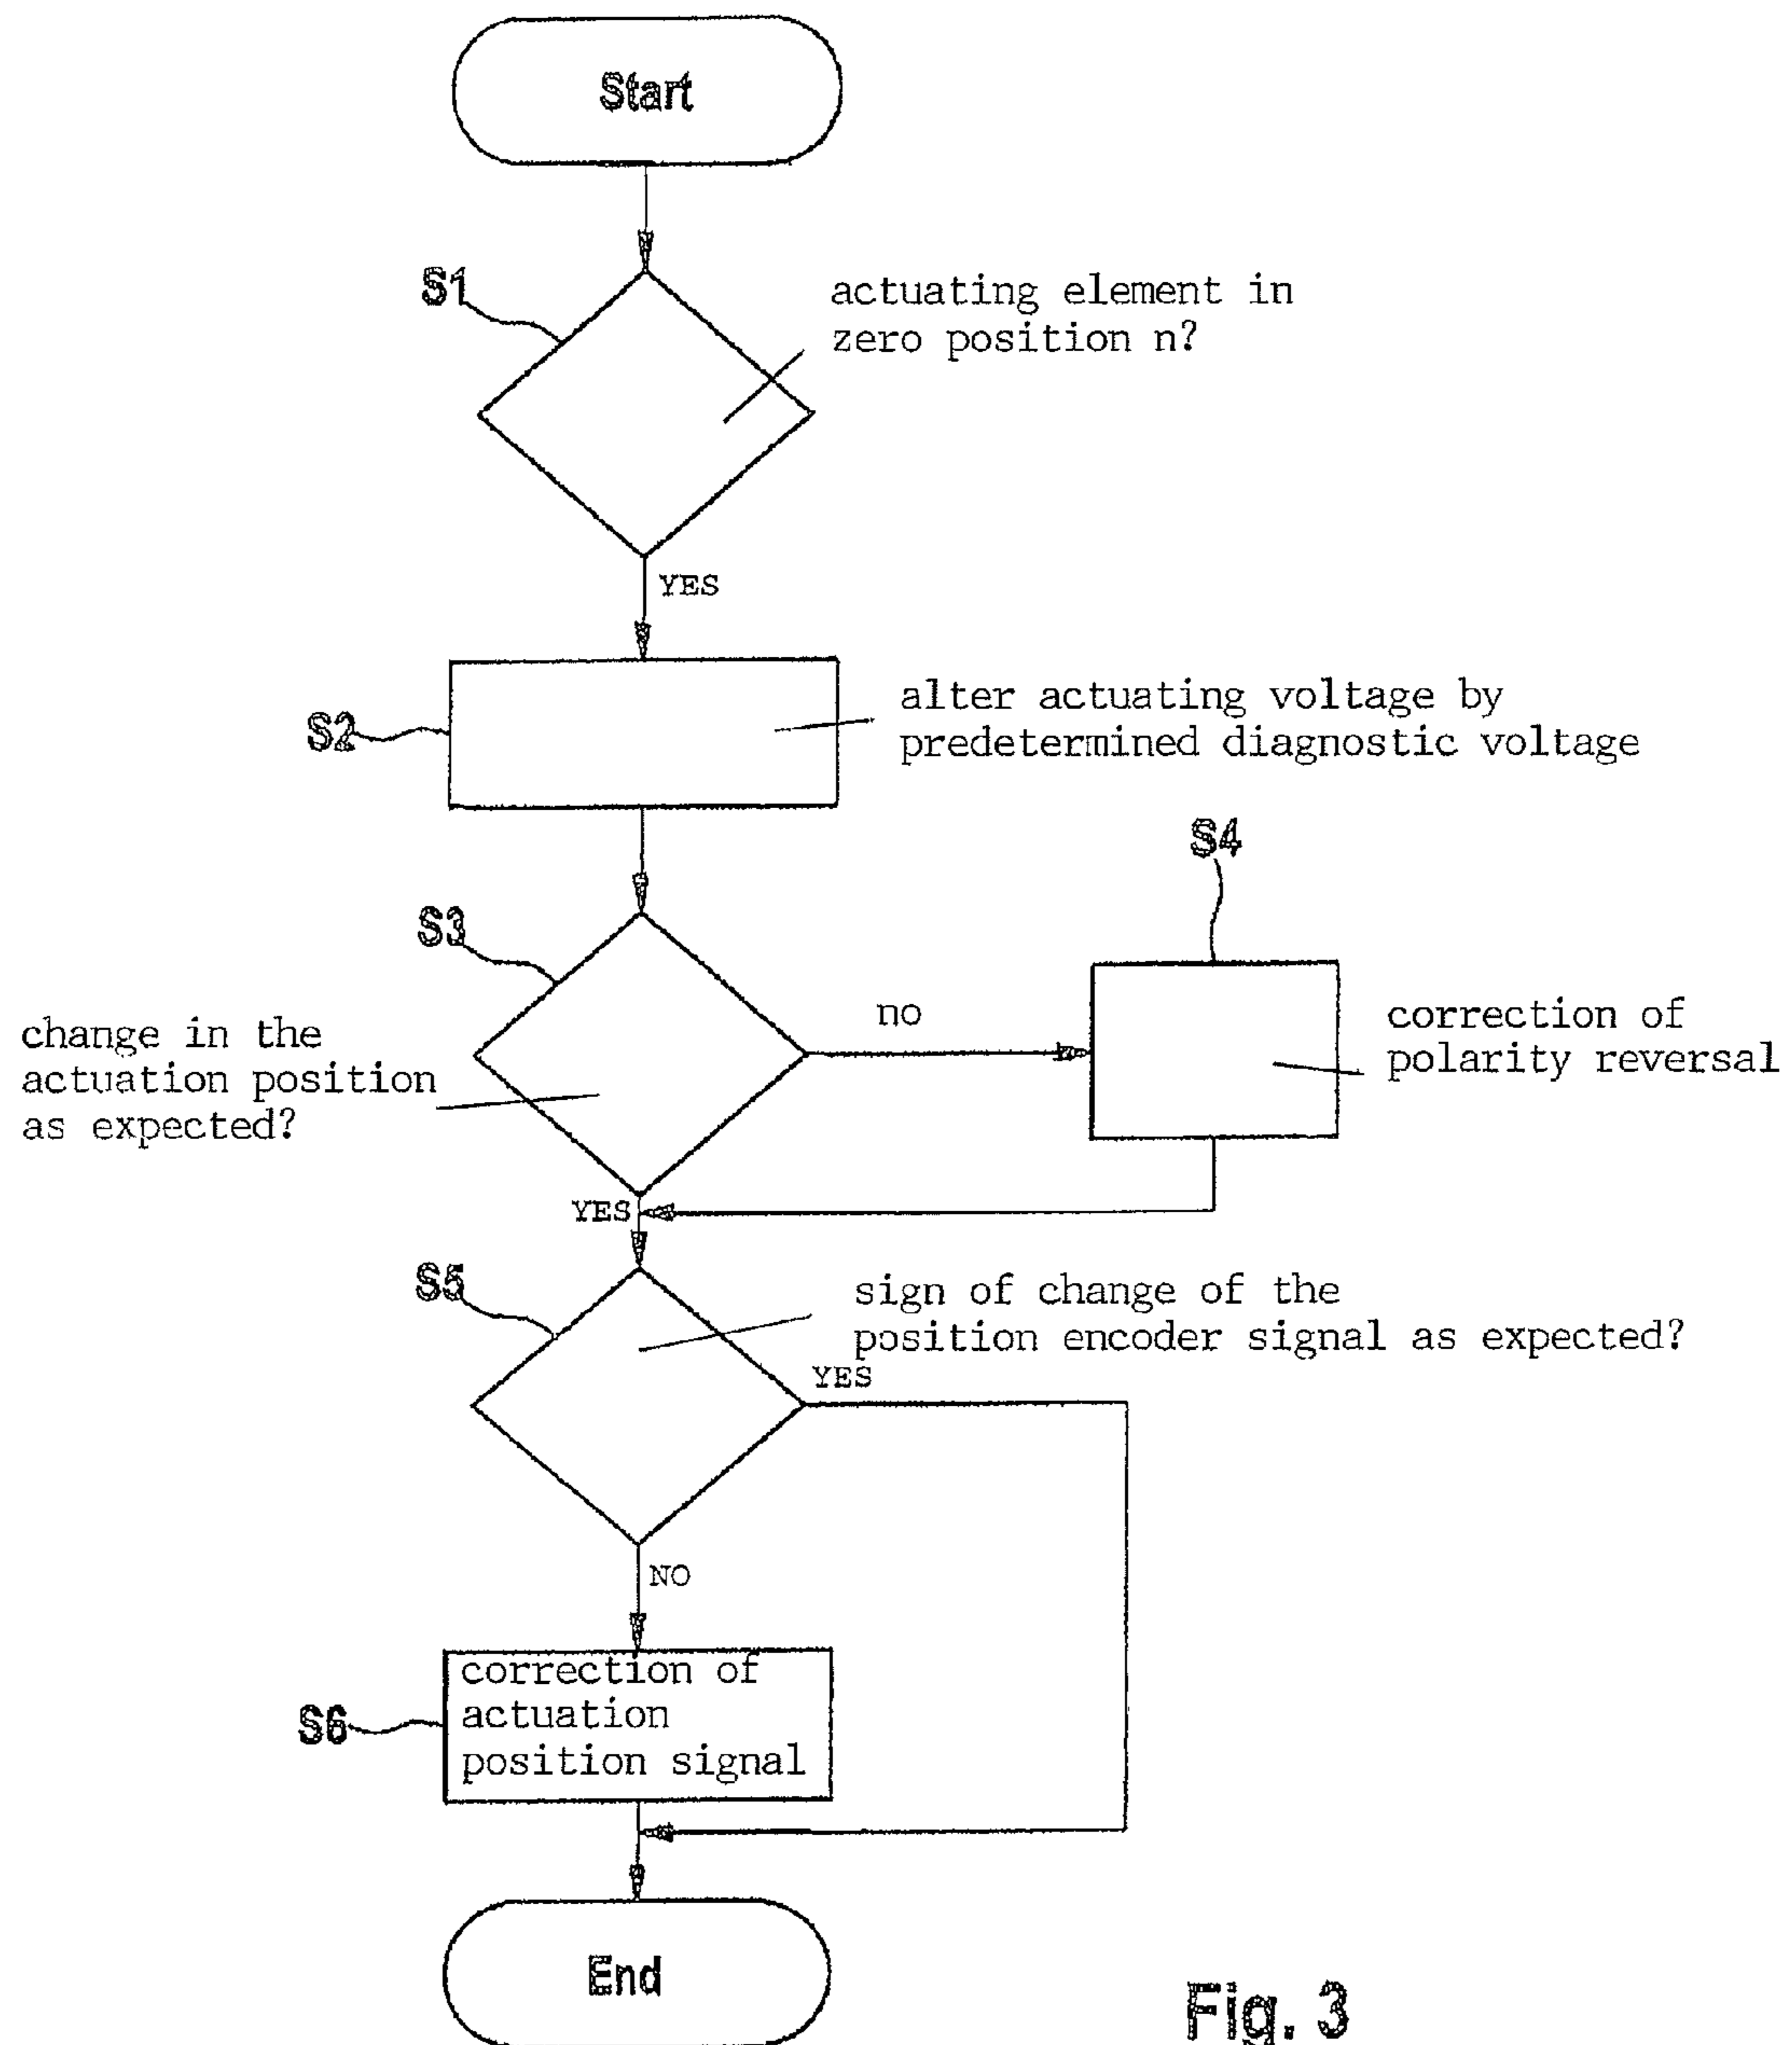 Start
S1
actuating element in
zero position n?
YES
S2
alter actuating voltage by
predetermined diagnostic voltage
S4
S3
no
change in the
actuation position
as expected?
correction of
polarity reversal
YES
S5
sign of change of the
position encoder signal as expected?
YES
NO
S6
correction of
actuation
position signal
End
Fig. 3